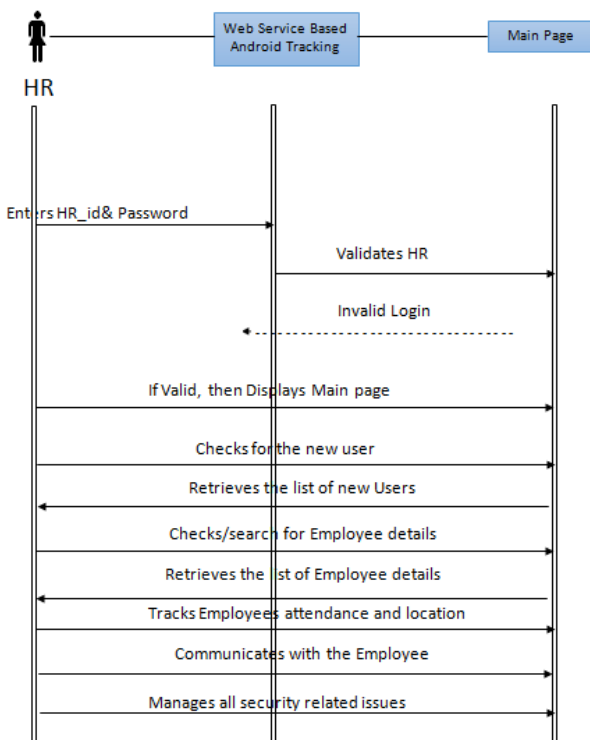 Web Service Based
Android Tracking
Main Page
HR
Enters HR_id& Password
Validates HR
Invalid Login
If Valid, then Displays Main page
Checks for the new user
Retrieves the list of new Users
Checks/search for Employee details
Retrieves the list of Employee details
Tracks Employees attendance and location
Communicates with the Employee
Manages all security related issues